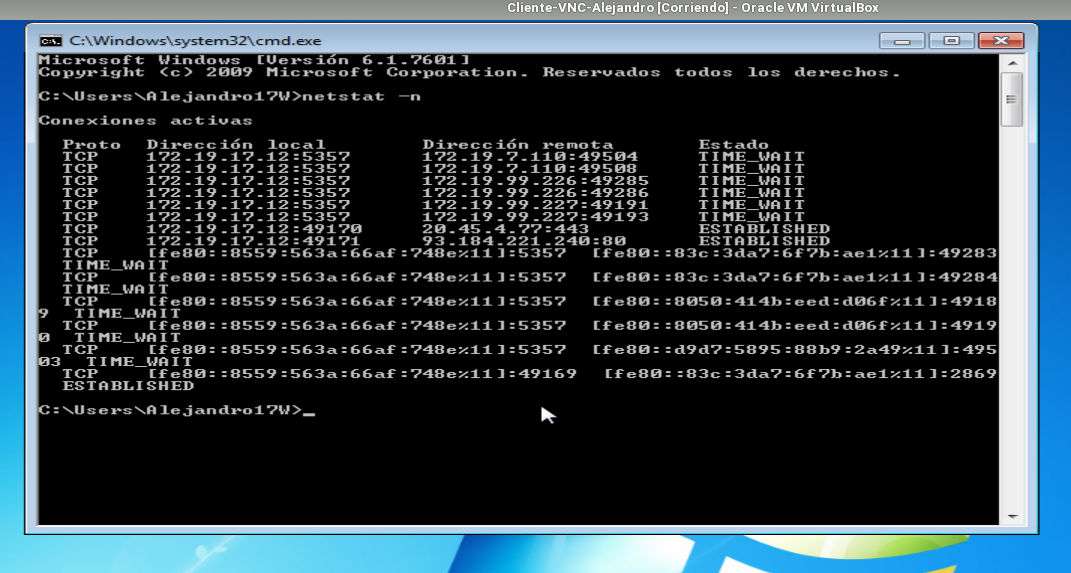 Cliente-VNC-Alejandro [Corriendo] - Oracle VM VirtualBox
C:\Windows\system32\cmd.exe
Microsoft Windows [Versión 6.1.7601]
Copyright (c) 2009 Microsoft Corporation. Reservados todos los derechos.
C:\Users\Alejandro17W>netstat -n
Conexiones activas
Proto Dirección local Dirección remota Estado
TCP 172.19.17.12:5357 172.19.7.110:49504 TIME_WAIT
TCP 172.19.17.12:5357 172.19.7.110:49508 TIME_WAIT
TCP 172.19.17.12:5357 172.19.99.226:49285 TIME_WAIT
TCP 172.19.17.12:5357 172.19.99.226:49286 TIME_WAIT
TCP 172.19.17.12:5357 172.19.99.227:49191 TIME_WAIT
TCP 172.19.17.12:5357 172.19.99.227:49193 TIME_WAIT
TCP 172.19.17.12:49170 20.45.4.77:443 ESTABLISHED
TCP 172.19.17.12:49171 93.184.221.240:80 ESTABLISHED
TCP [fe80::8559:563a:66af:748e%11]:5357 [fe80::83c:3da7:6f7b:ae1%11]:49283
TIME_WAIT
TCP [fe80::8559:563a:66af:748e%11]:5357 [fe80::83c:3da7:6f7b:ae1%11]:49284
TIME_WAIT
TCP [fe80::8559:563a:66af:748e%11]:5357 [fe80::8050:414b:eed:d06f%11]:4918
9 TIME_WAIT
TCP [fe80::8559:563a:66af:748e%11]:5357 [fe80::8050:414b:eed:d06f%11]:4919
0 TIME_WAIT
TCP [fe80::8559:563a:66af:748e%11]:5357 [fe80::d9d7:5895:88b9:2a49%11]:495
03 TIME_WAIT
TCP [fe80::8559:563a:66af:748e%11]:49169 [fe80::83c:3da7:6f7b:ae1%11]:2869
ESTABLISHED
C:\Users\Alejandro17W>_